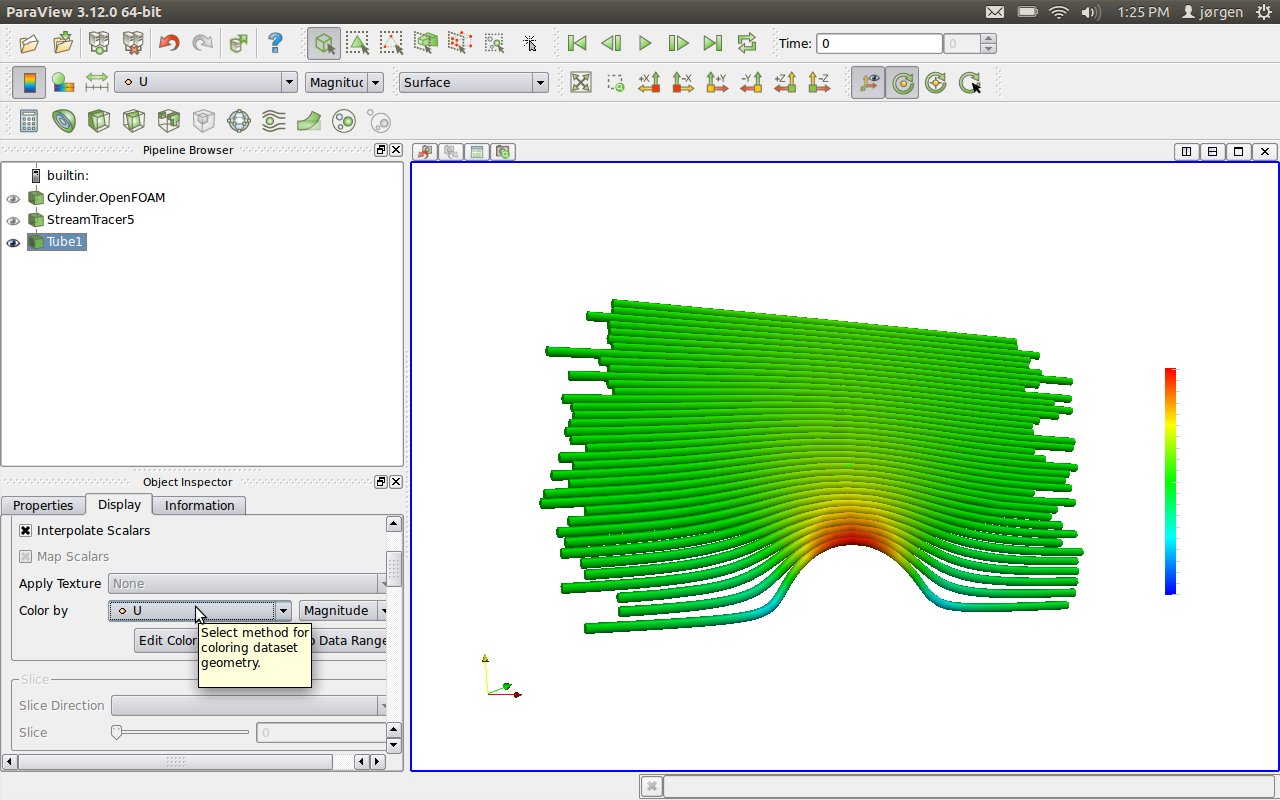 ParaView 3.12.0 64-bit
1:25 PM jørgen
Time: 0 0
U Magnitud Surface +X -X +Y -Y +Z -Z
Pipeline Browser
builtin:
Cylinder.OpenFOAM
StreamTracer5
Tube1
Object Inspector
Properties Display Information
Interpolate Scalars
Map Scalars
Apply Texture None
Color by U Magnitude
Edit Color o Data Range
Select method for
coloring dataset
geometry.
Slice
Slice Direction
Slice 0